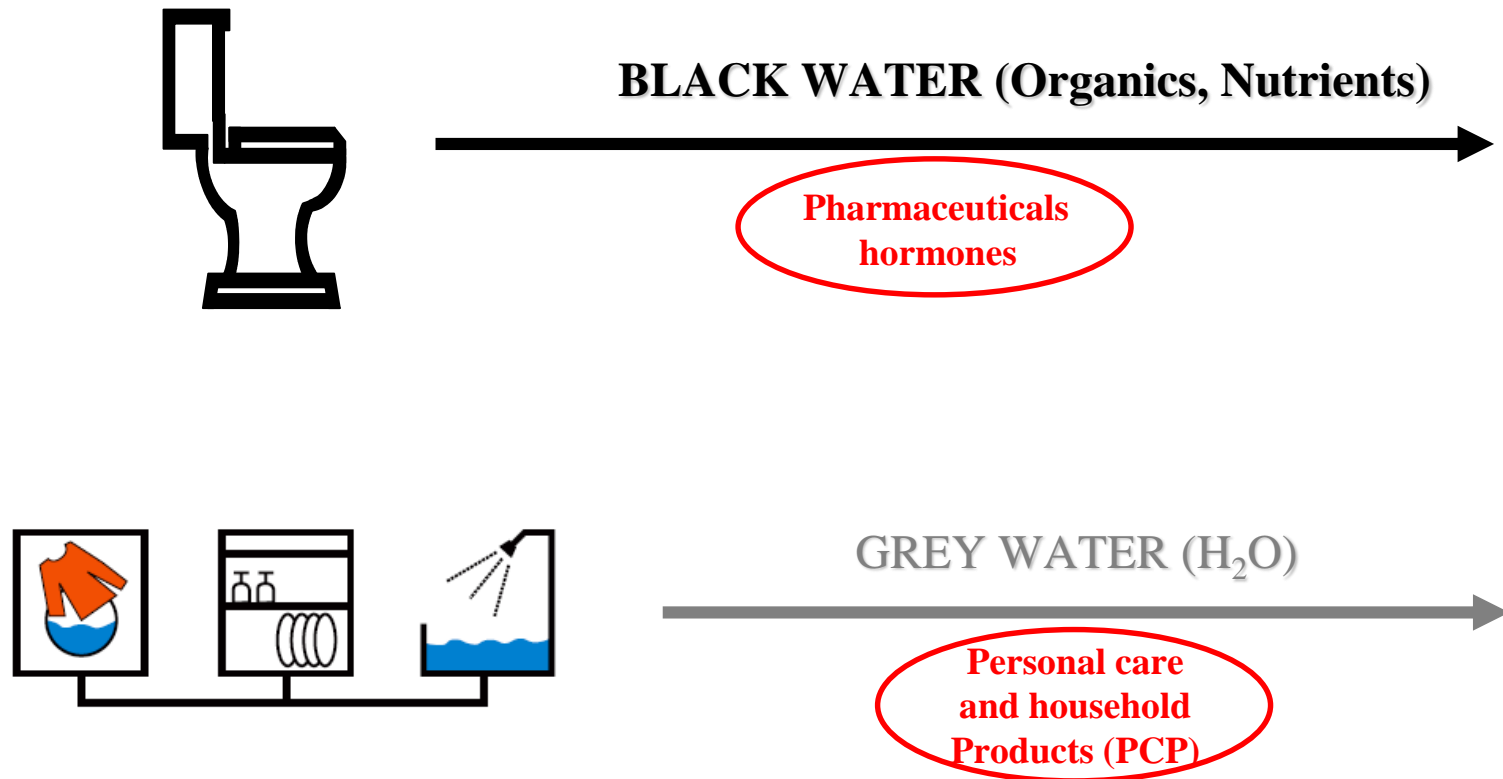 BLACK WATER (Organics, Nutrients)
Pharmaceuticals
hormones
GREY WATER (H₂O)
Personal care
and household
Products (PCP)